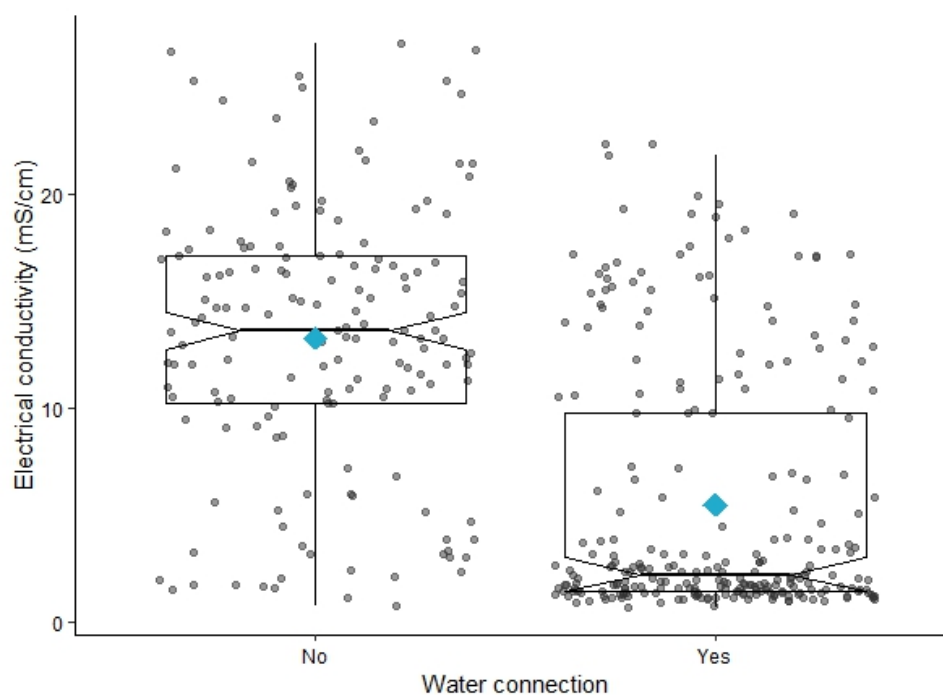 Electrical conductivity (mS/cm)
20
10
0
No Yes
Water connection